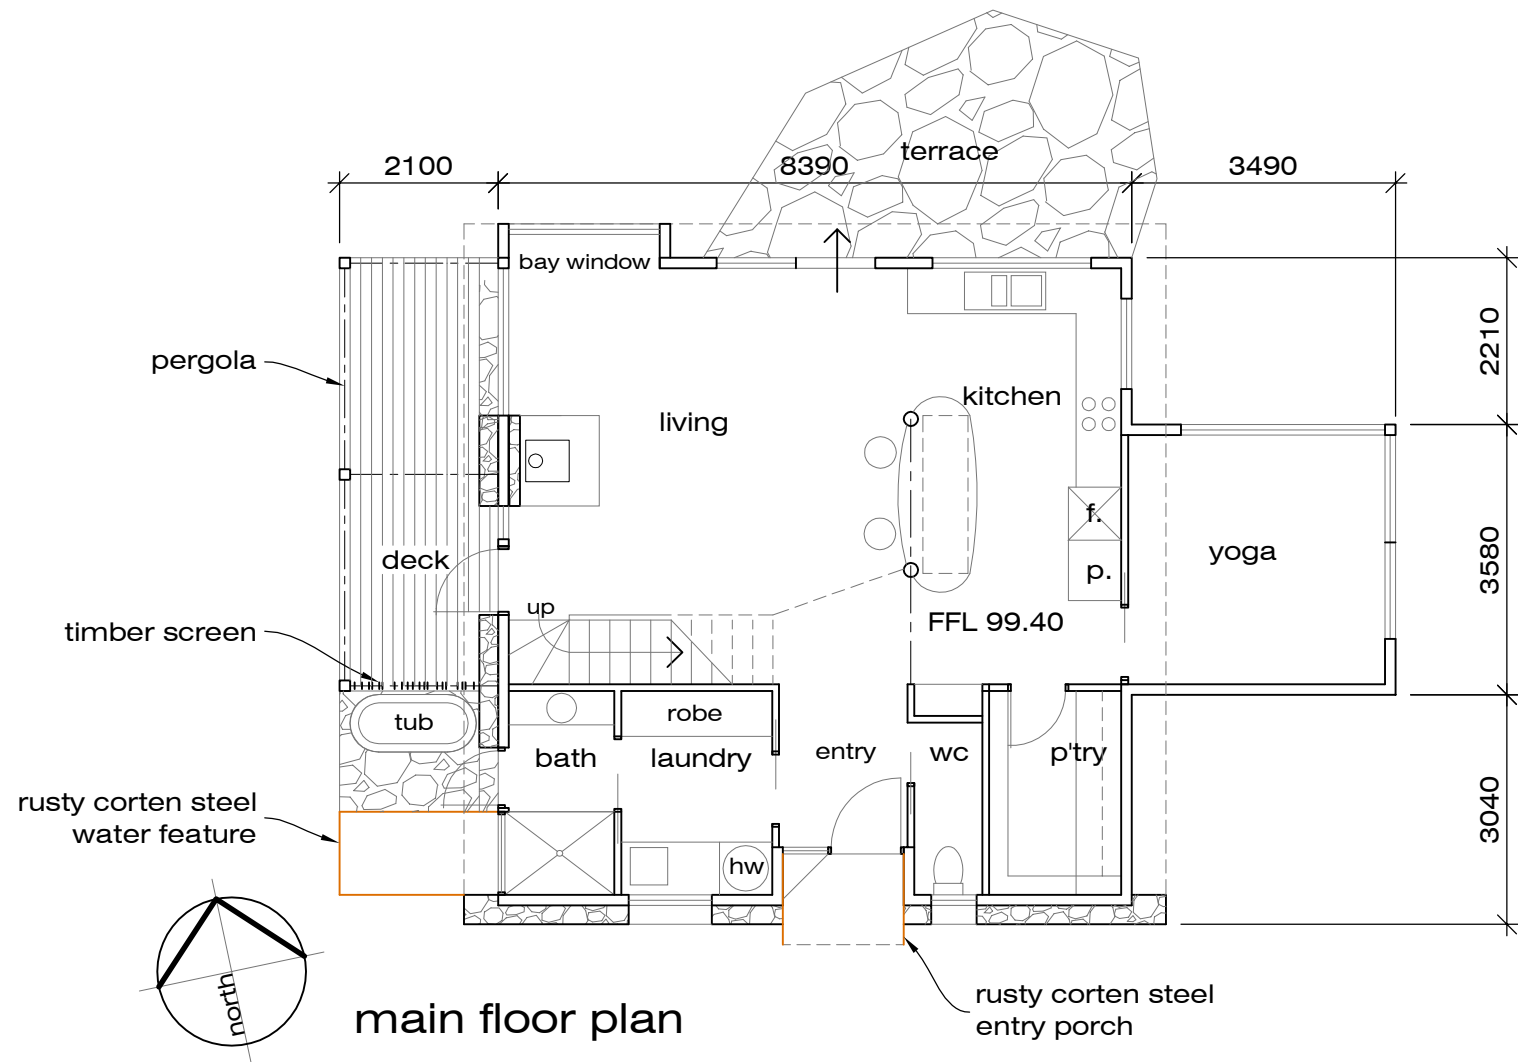 terrace
2100
8390
3490
bay window
2210
pergola
kitchen
living
f.
3580
yoga
deck
p.
up
FFL 99.40
timber screen
robe
tub
bath
laundry
entry
wc
p'try
rusty corten steel
water feature
3040
hw
north
main floor plan
rusty corten steel
entry porch